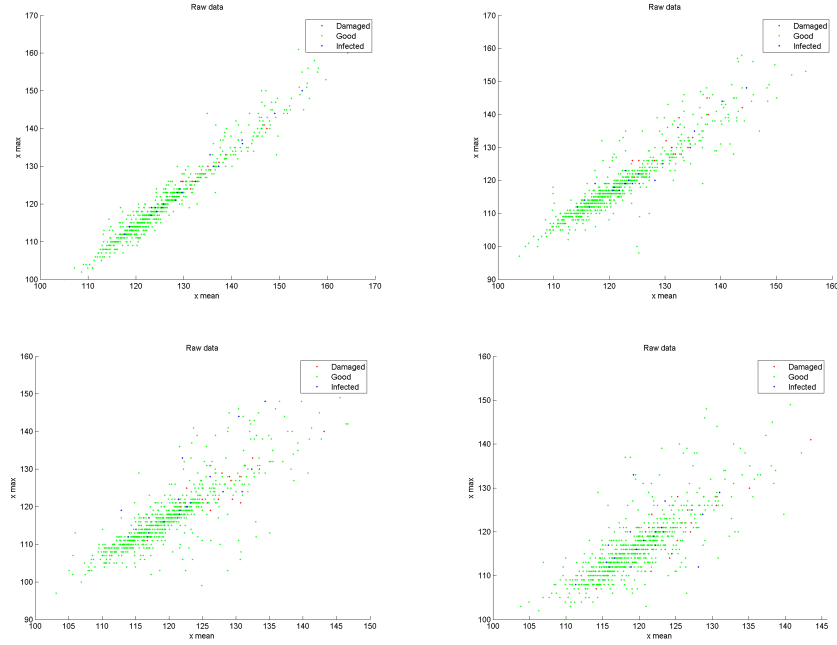 Raw data
170
160
150
140
130
120
110
100
x max
100 110 120 130 140 150 160 170
x mean
Damaged
Good
Infected
Raw data
170
160
150
140
130
120
110
100
90
x max
100 110 120 130 140 150 160
x mean
Damaged
Good
Infected
Raw data
160
150
140
130
120
110
100
90
x max
100 105 110 115 120 125 130 135 140 145 150
x mean
Damaged
Good
Infected
Raw data
160
150
140
130
120
110
100
x max
100 105 110 115 120 125 130 135 140 145
x mean
Damaged
Good
Infected